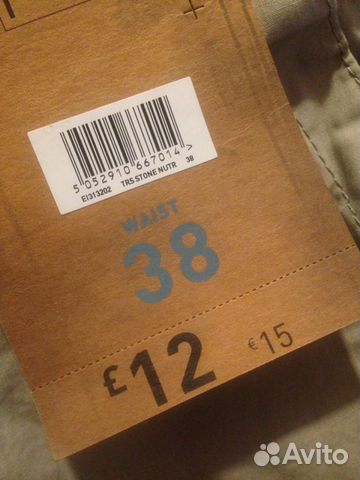 5 052910 667014 >
EI313202 TRS STONE NUTR 38
WAIST
38
£12 €15
Avito